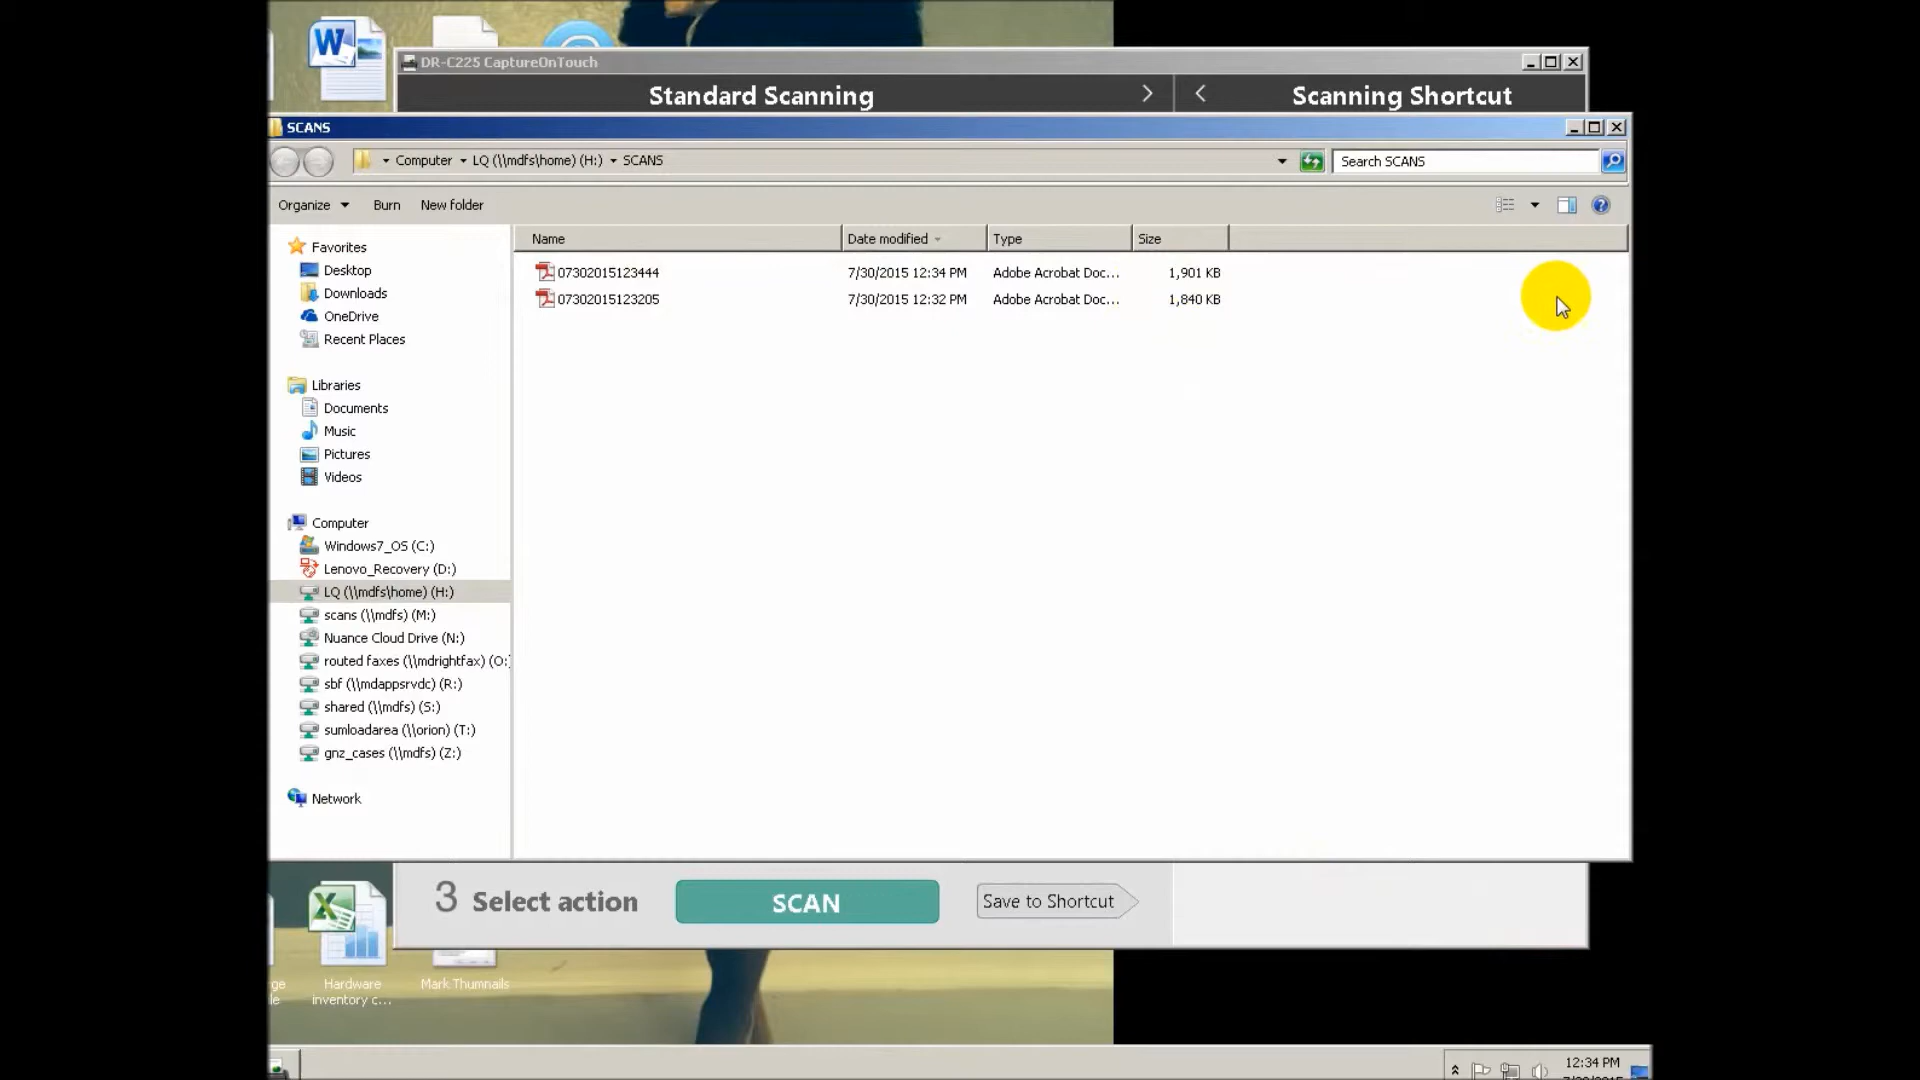 DR-C225 CaptureOnTouch
Standard Scanning
Scanning Shortcut
SCANS
Computer
LQ (\\mdfs\home) (H:)
SCANS
Search SCANS
Organize
Burn
New folder
Name
Date modified
Type
Size
07302015123444
7/30/2015 12:34 PM
Adobe Acrobat Doc...
1,901 KB
07302015123205
7/30/2015 12:32 PM
Adobe Acrobat Doc...
1,840 KB
Favorites
Desktop
Downloads
OneDrive
Recent Places
Libraries
Documents
Music
Pictures
Videos
Computer
Windows7_OS (C:)
Lenovo_Recovery (D:)
LQ (\\mdfs\home) (H:)
scans (\\mdfs) (M:)
Nuance Cloud Drive (N:)
routed faxes (\\mdrightfax) (O:)
sbf (\\mdappsrvdc) (R:)
shared (\\mdfs) (S:)
sumloadarea (\\orion) (T:)
gnz_cases (\\mdfs) (Z:)
Network
3 Select action
SCAN
Save to Shortcut
Hardware
inventory c...
Mark Thumnails
12:34 PM